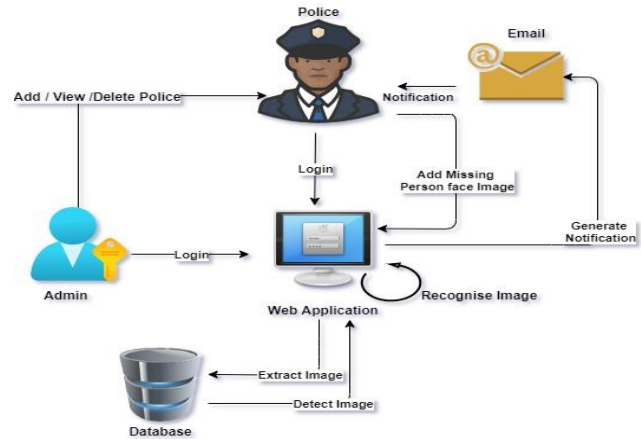 Police
Email
@
Add / View /Delete Police
Notification
Login
Add Missing
Person face Image
Generate
Notification
Login
Admin
Recognise Image
Web Application
Extract Image
Detect Image
Database